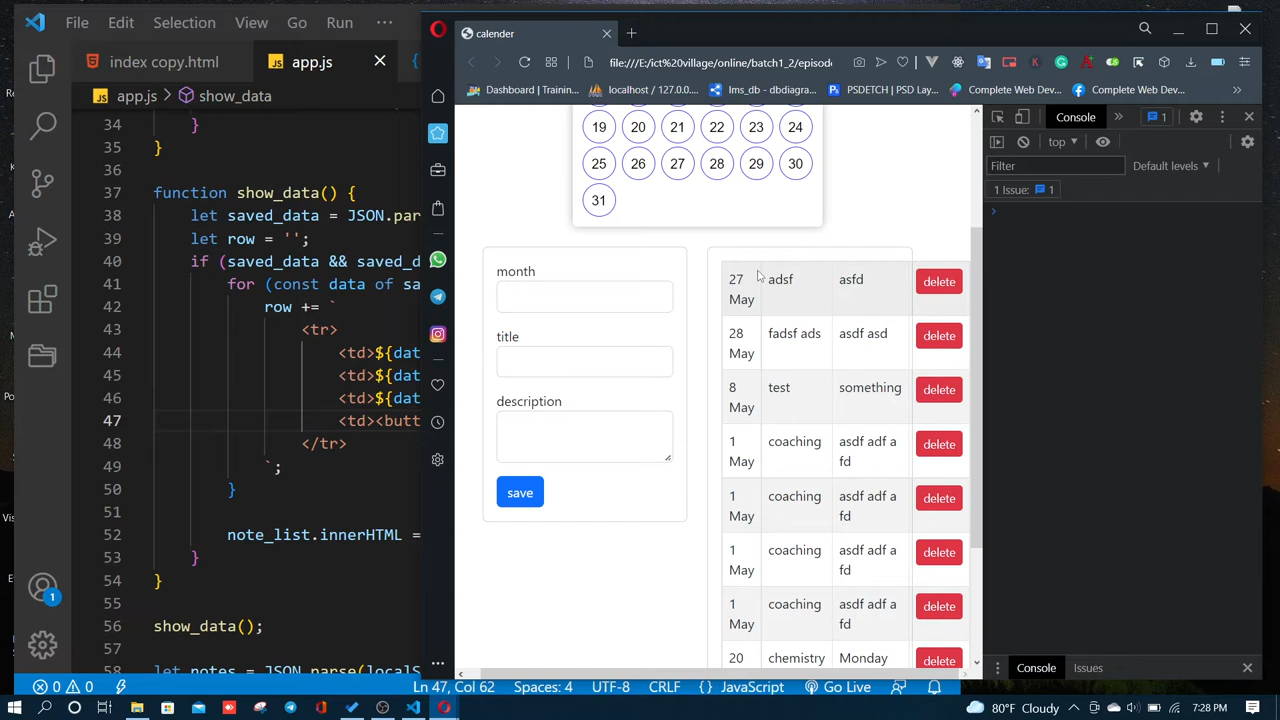 File Edit Selection View Go Run ···
index copy.html
app.js
app.js
show_data
34 }
35 }
36
37 function show_data() {
38 let saved_data = JSON.par
39 let row = '';
40 if (saved_data && saved_d
41 for (const data of sa
42 row += `
43 <tr>
44 <td>${dat
45 <td>${dat
46 <td>${dat
47 <td><butt
48 </tr>
49 `;
50 }
51
52 note_list.innerHTML =
53 }
54 }
55
56 show_data();
57
58 let notes = JSON.parse(localS
calender
file:///E:/ict%20village/online/batch1_2/episode
Dashboard | Trainin...
localhost / 127.0.0....
lms_db - dbdiagra...
PSDETCH | PSD Lay...
Complete Web Dev...
Complete Web Dev...
19 20 21 22 23 24
25 26 27 28 29 30
31
month
title
description
save
27 May adsf asfd delete
28 May fadsf ads asdf asd delete
8 May test something delete
1 May coaching asdf adf a fd delete
1 May coaching asdf adf a fd delete
1 May coaching asdf adf a fd delete
1 May coaching asdf adf a fd delete
20 chemistry Monday delete
Console
1
top
Filter
Default levels
1 Issue: 1
Console Issues
0 0
Ln 47, Col 62 Spaces: 4 UTF-8 CRLF {} JavaScript Go Live
80°F Cloudy
7:28 PM